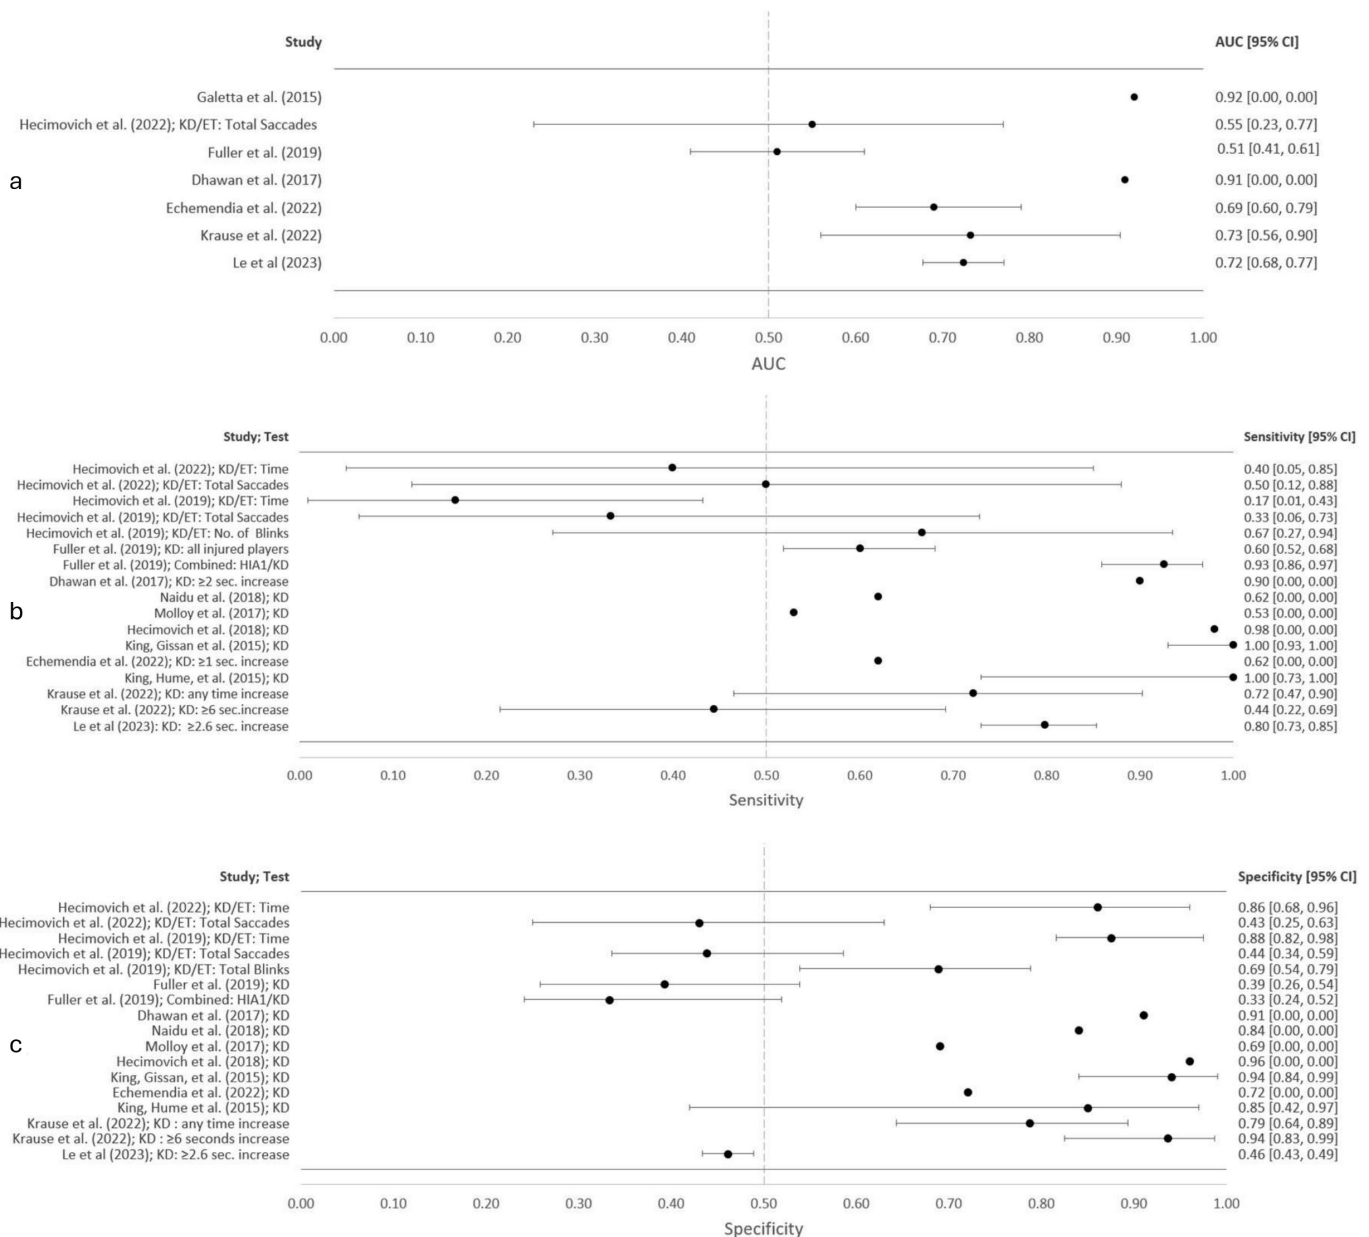 Study AUC [95% CI]
Galetta et al. (2015) 0.92 [0.00, 0.00]
Hecimovich et al. (2022); KD/ET: Total Saccades 0.55 [0.23, 0.77]
Fuller et al. (2019) 0.51 [0.41, 0.61]
a
Dhawan et al. (2017) 0.91 [0.00, 0.00]
Echemendia et al. (2022) 0.69 [0.60, 0.79]
Krause et al. (2022) 0.73 [0.56, 0.90]
Le et al (2023) 0.72 [0.68, 0.77]
0.00 0.10 0.20 0.30 0.40 0.50 0.60 0.70 0.80 0.90 1.00
AUC
Study; Test Sensitivity [95% CI]
Hecimovich et al. (2022); KD/ET: Time 0.40 [0.05, 0.85]
Hecimovich et al. (2022); KD/ET: Total Saccades 0.50 [0.12, 0.88]
Hecimovich et al. (2019); KD/ET: Time 0.17 [0.01, 0.43]
Hecimovich et al. (2019); KD/ET: Total Saccades 0.33 [0.06, 0.73]
Hecimovich et al. (2019); KD/ET: No. of Blinks 0.67 [0.27, 0.94]
Fuller et al. (2019); KD: all injured players 0.60 [0.52, 0.68]
Fuller et al. (2019); Combined: HIA1/KD 0.93 [0.86, 0.97]
Dhawan et al. (2017); KD: ≥2 sec. increase 0.90 [0.00, 0.00]
Naidu et al. (2018); KD 0.62 [0.00, 0.00]
b
Molloy et al. (2017); KD 0.53 [0.00, 0.00]
Hecimovich et al. (2018); KD 0.98 [0.00, 0.00]
King, Gissan et al. (2015); KD 1.00 [0.93, 1.00]
Echemendia et al. (2022); KD: ≥1 sec. increase 0.62 [0.00, 0.00]
King, Hume, et al. (2015); KD 1.00 [0.73, 1.00]
Krause et al. (2022); KD: any time increase 0.72 [0.47, 0.90]
Krause et al. (2022); KD: ≥6 sec.increase 0.44 [0.22, 0.69]
Le et al (2023): KD: ≥2.6 sec. increase 0.80 [0.73, 0.85]
0.00 0.10 0.20 0.30 0.40 0.50 0.60 0.70 0.80 0.90 1.00
Sensitivity
Study; Test Specificity [95% CI]
Hecimovich et al. (2022); KD/ET: Time 0.86 [0.68, 0.96]
Hecimovich et al. (2022); KD/ET: Total Saccades 0.43 [0.25, 0.63]
Hecimovich et al. (2019); KD/ET: Time 0.88 [0.82, 0.98]
Hecimovich et al. (2019); KD/ET: Total Saccades 0.44 [0.34, 0.59]
Hecimovich et al. (2019); KD/ET: Total Blinks 0.69 [0.54, 0.79]
Fuller et al. (2019); KD 0.39 [0.26, 0.54]
Fuller et al. (2019); Combined: HIA1/KD 0.33 [0.24, 0.52]
Dhawan et al. (2017); KD 0.91 [0.00, 0.00]
Naidu et al. (2018); KD 0.84 [0.00, 0.00]
c
Molloy et al. (2017); KD 0.69 [0.00, 0.00]
Hecimovich et al. (2018); KD 0.96 [0.00, 0.00]
King, Gissan, et al. (2015); KD 0.94 [0.84, 0.99]
Echemendia et al. (2022); KD 0.72 [0.00, 0.00]
King, Hume et al. (2015); KD 0.85 [0.42, 0.97]
Krause et al. (2022); KD : any time increase 0.79 [0.64, 0.89]
Krause et al. (2022); KD : ≥6 seconds increase 0.94 [0.83, 0.99]
Le et al (2023); KD: ≥2.6 sec. increase 0.46 [0.43, 0.49]
0.00 0.10 0.20 0.30 0.40 0.50 0.60 0.70 0.80 0.90 1.00
Specificity